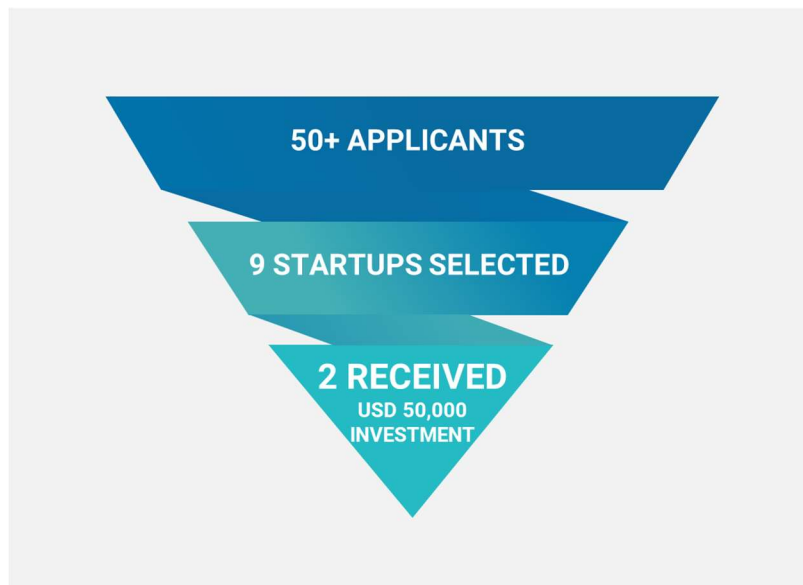 50+ APPLICANTS
9 STARTUPS SELECTED
2 RECEIVED
USD 50,000
INVESTMENT